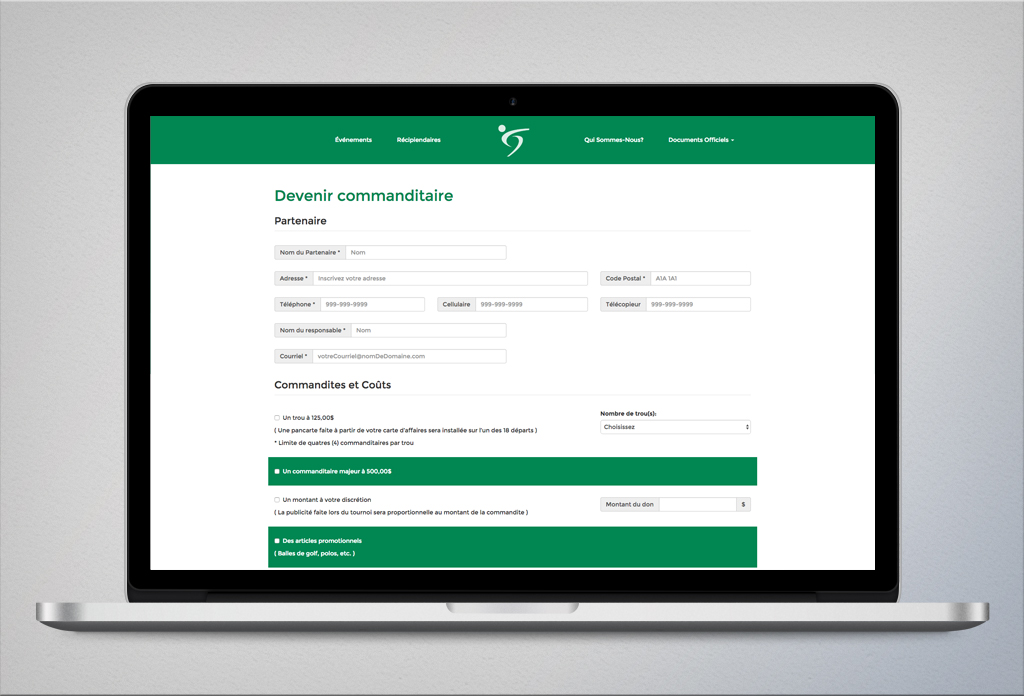 Événements Récipiendaires Qui Sommes-Nous? Documents Officiels
Devenir commanditaire
Partenaire
Nom du Partenaire * Nom
Adresse * Inscrivez votre adresse Code Postal * A1A 1A1
Téléphone * 999-999-9999 Cellulaire 999-999-9999 Télécopieur 999-999-9999
Nom du responsable * Nom
Courriel * votreCourriel@nomDeDomaine.com
Commandites et Coûts
Un trou à 125,00$ Nombre de trou(s):
( Une pancarte faite à partir de votre carte d'affaires sera installée sur l'un des 18 départs ) Choisissez
* Limite de quatres (4) commanditaires par trou
Un commanditaire majeur à 500,00$
Un montant à votre discrétion Montant du don $
( La publicité faite lors du tournoi sera proportionnelle au montant de la commandite )
Des articles promotionnels
( Balles de golf, polos, etc. )